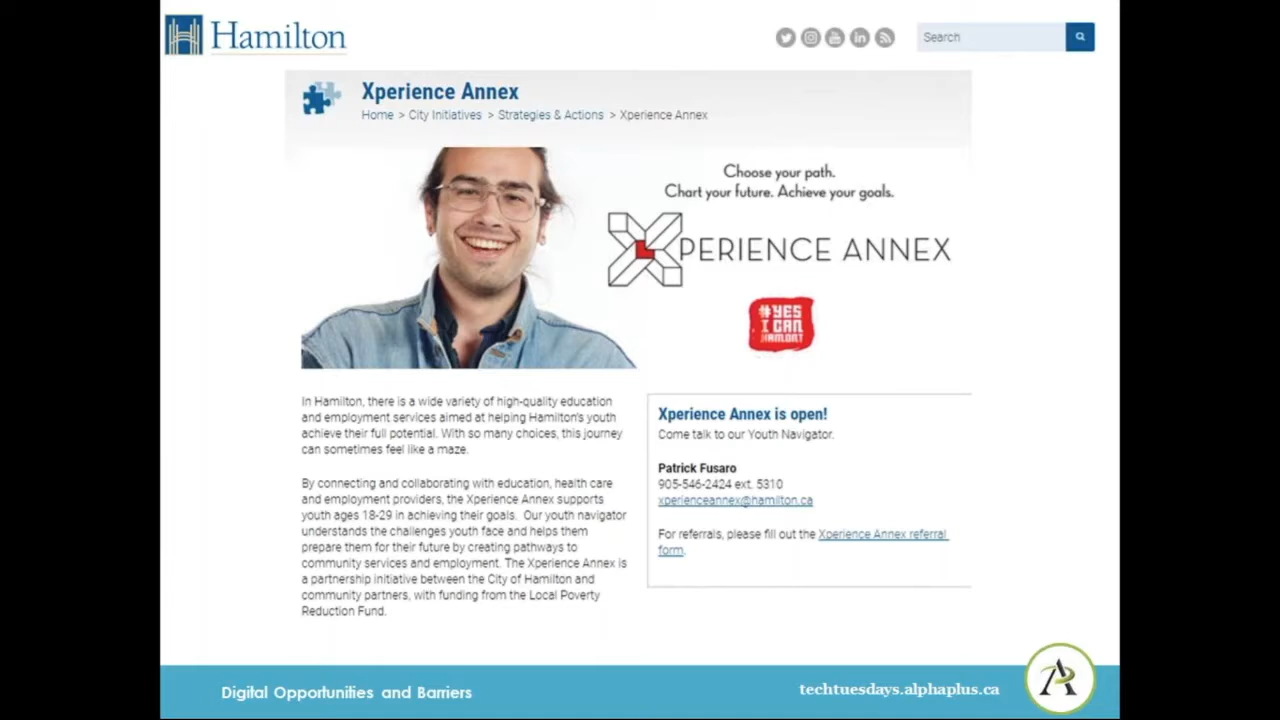 Hamilton
Search
Xperience Annex
Home > City Initiatives > Strategies & Actions > Xperience Annex
Choose your path.
Chart your future. Achieve your goals.
XPERIENCE ANNEX
#YES
I CAN
HAMONT
In Hamilton, there is a wide variety of high-quality education
and employment services aimed at helping Hamilton's youth
achieve their full potential. With so many choices, this journey
can sometimes feel like a maze.
By connecting and collaborating with education, health care
and employment providers, the Xperience Annex supports
youth ages 18-29 in achieving their goals. Our youth navigator
understands the challenges youth face and helps them
prepare them for their future by creating pathways to
community services and employment. The Xperience Annex is
a partnership initiative between the City of Hamilton and
community partners, with funding from the Local Poverty
Reduction Fund.
Xperience Annex is open!
Come talk to our Youth Navigator.
Patrick Fusaro
905-546-2424 ext. 5310
xperienceannex@hamilton.ca
For referrals, please fill out the Xperience Annex referral
form.
Digital Opportunities and Barriers
techtuesdays.alphaplus.ca